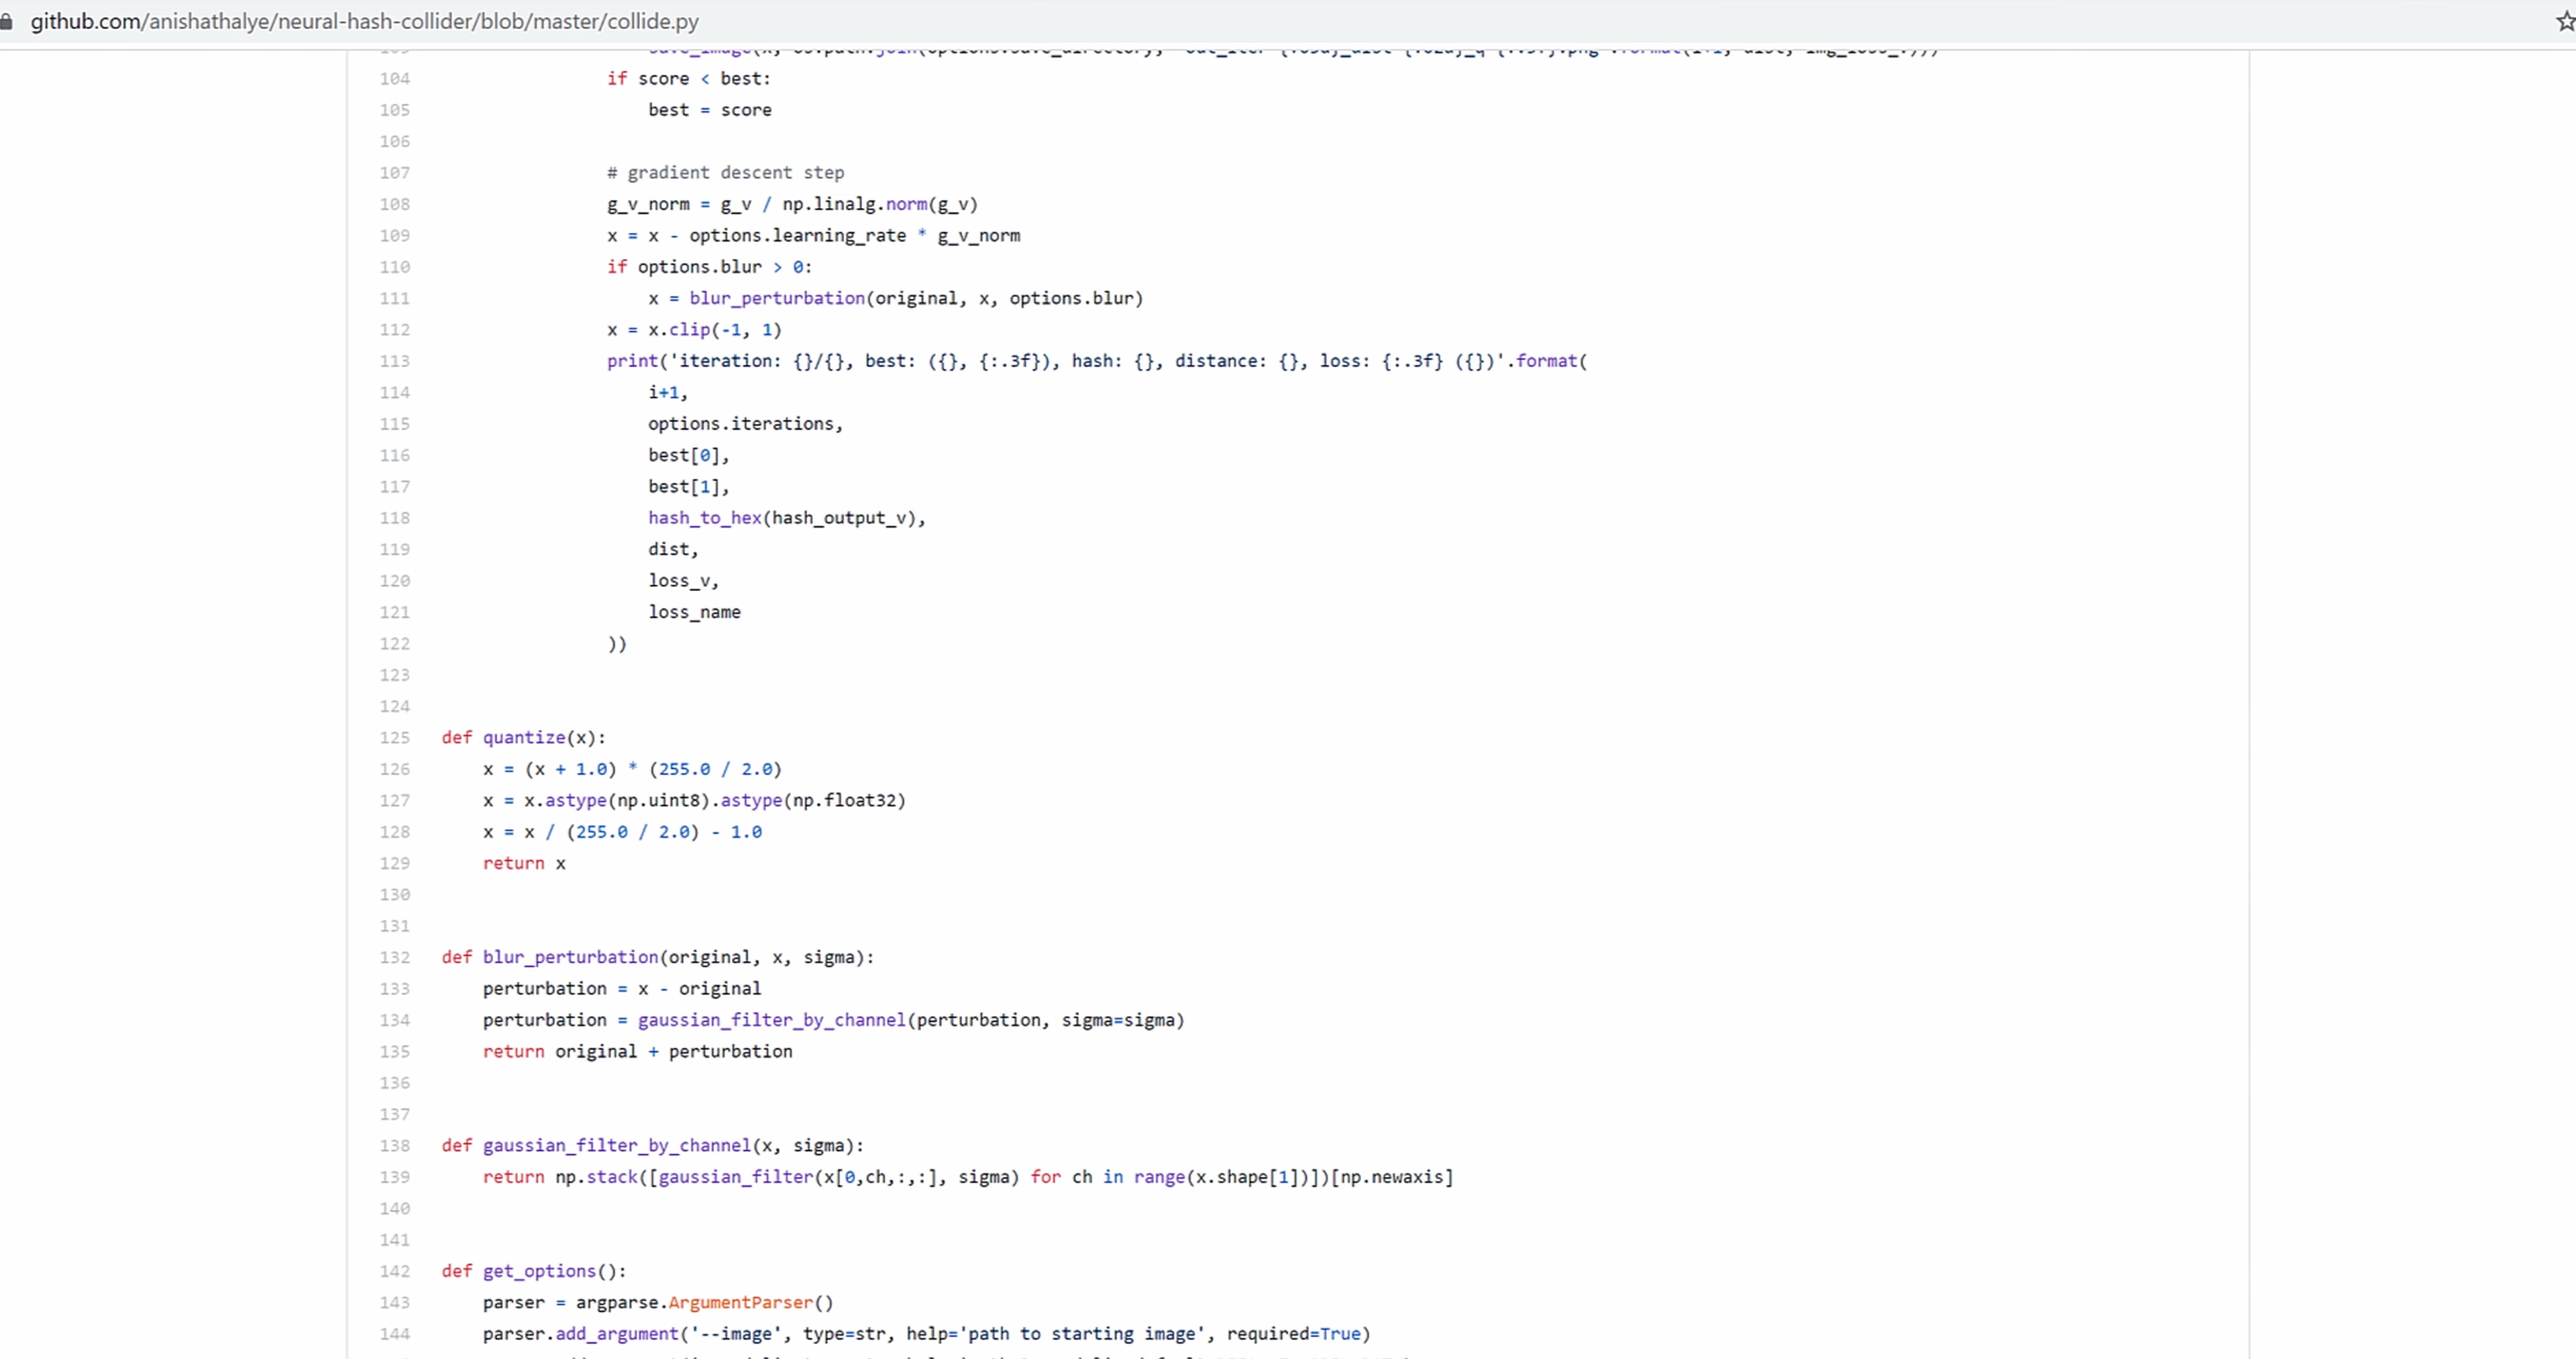 github.com/anishathalye/neural-hash-collider/blob/master/collide.py
104 if score < best:
105 best = score
106
107 # gradient descent step
108 g_v_norm = g_v / np.linalg.norm(g_v)
109 x = x - options.learning_rate * g_v_norm
110 if options.blur > 0:
111 x = blur_perturbation(original, x, options.blur)
112 x = x.clip(-1, 1)
113 print('iteration: {}/{}, best: ({}, {:.3f}), hash: {}, distance: {}, loss: {:.3f} ({})'.format(
114 i+1,
115 options.iterations,
116 best[0],
117 best[1],
118 hash_to_hex(hash_output_v),
119 dist,
120 loss_v,
121 loss_name
122 ))
123
124
125 def quantize(x):
126 x = (x + 1.0) * (255.0 / 2.0)
127 x = x.astype(np.uint8).astype(np.float32)
128 x = x / (255.0 / 2.0) - 1.0
129 return x
130
131
132 def blur_perturbation(original, x, sigma):
133 perturbation = x - original
134 perturbation = gaussian_filter_by_channel(perturbation, sigma=sigma)
135 return original + perturbation
136
137
138 def gaussian_filter_by_channel(x, sigma):
139 return np.stack([gaussian_filter(x[0,ch,:,:], sigma) for ch in range(x.shape[1])])[np.newaxis]
140
141
142 def get_options():
143 parser = argparse.ArgumentParser()
144 parser.add_argument('--image', type=str, help='path to starting image', required=True)